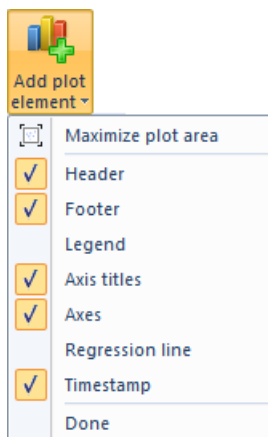 Add plot
element
Maximize plot area
Header
Footer
Legend
Axis titles
Axes
Regression line
Timestamp
Done